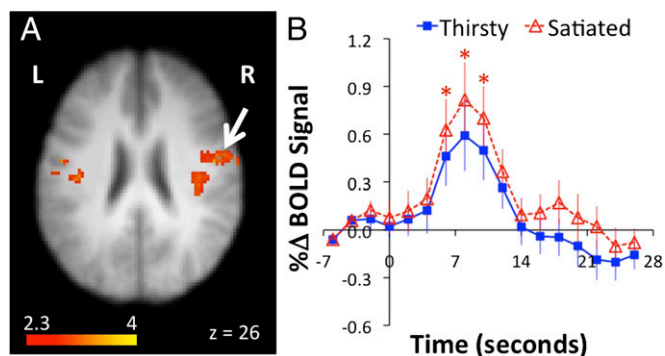 A
L
R
2.3
4
z = 26
B
Thirsty
Satiated
%Δ BOLD Signal
1.2
0.9
0.6
0.3
0.0
-0.3
-0.6
-7
0
7
14
21
28
*
*
*
Time (seconds)